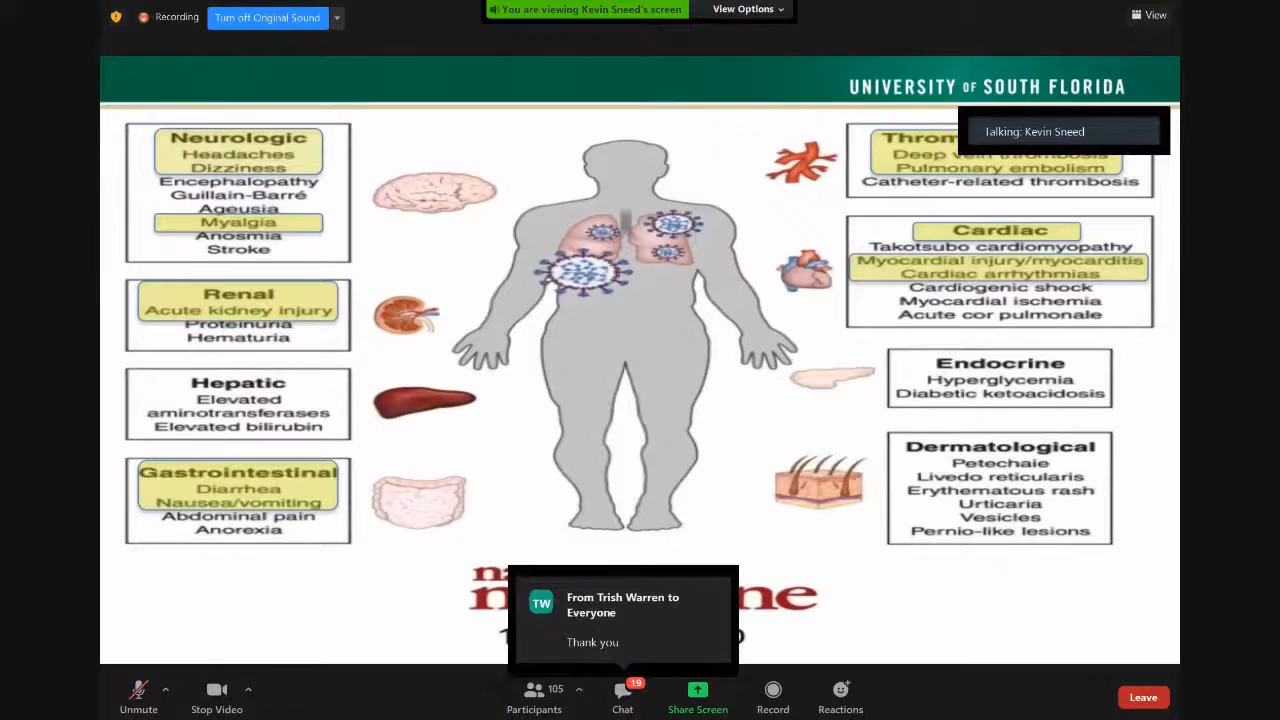 Recording
Turn off Original Sound
You are viewing Kevin Sneed's screen
View Options
View
UNIVERSITY OF SOUTH FLORIDA
Talking: Kevin Sneed
Neurologic
Headaches
Dizziness
Encephalopathy
Guillain-Barré
Ageusia
Myalgia
Anosmia
Stroke
Renal
Acute kidney injury
Proteinuria
Hematuria
Hepatic
Elevated
aminotransferases
Elevated bilirubin
Gastrointestinal
Diarrhea
Nausea/vomiting
Abdominal pain
Anorexia
Deep vein thrombosis
Pulmonary embolism
Catheter-related thrombosis
Cardiac
Takotsubo cardiomyopathy
Myocardial injury/myocarditis
Cardiac arrhythmias
Cardiogenic shock
Myocardial ischemia
Acute cor pulmonale
Endocrine
Hyperglycemia
Diabetic ketoacidosis
Dermatological
Petechaie
Livedo reticularis
Erythematous rash
Urticaria
Vesicles
Pernio-like lesions
TW
From Trish Warren to
Everyone
Thank you
Unmute
Stop Video
105
Participants
19
Chat
Share Screen
Record
Reactions
Leave